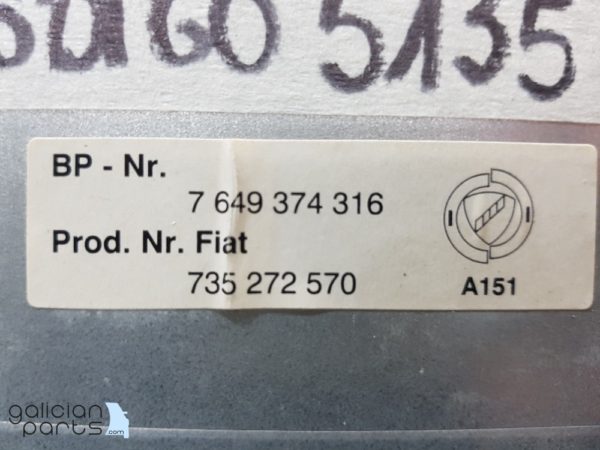 5135
BP - Nr.
7 649 374 316
Prod. Nr. Fiat
735 272 570
A151
galician
parts.com